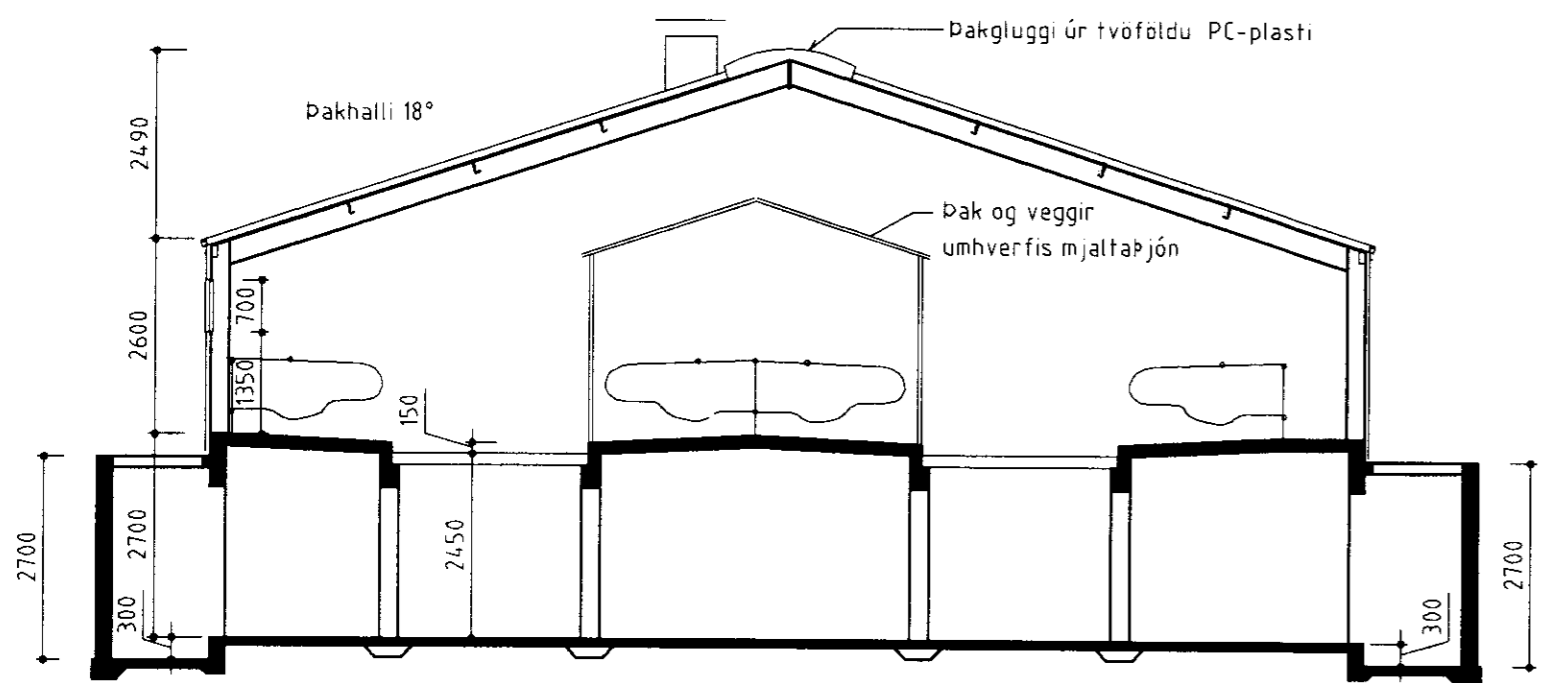 Þakgluggi úr tvöföldu PC-plasti
Þakhalli 18°
2490
Þak og veggir
umhverfis mjaltaþjón
2600
700
1350
150
2700
2700
2450
300
300
2700